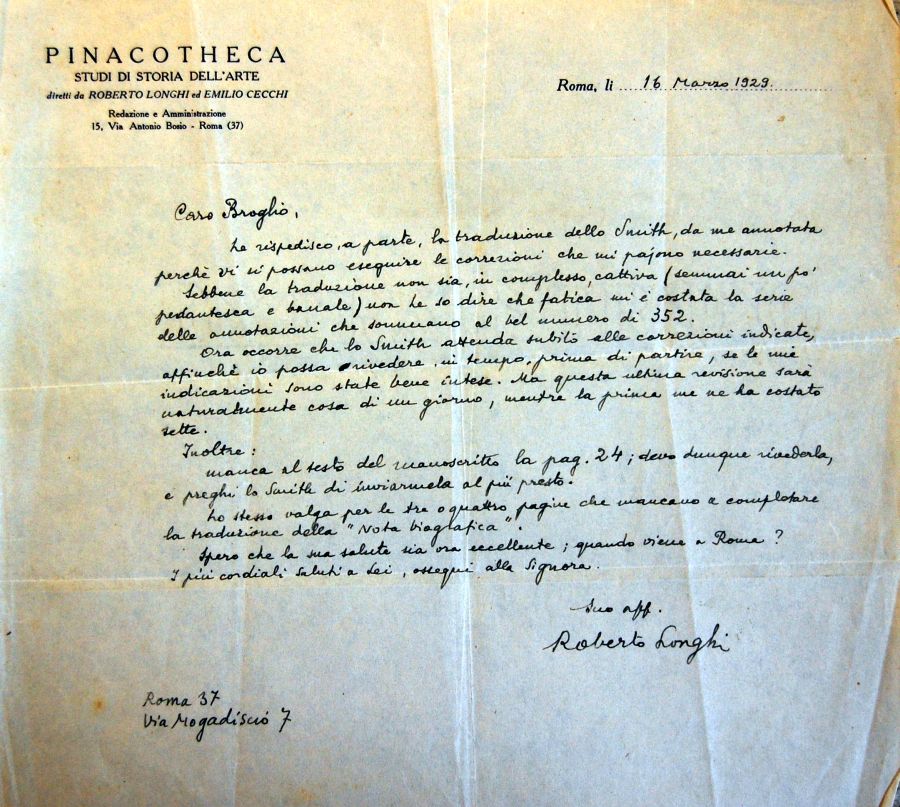 PINACOTHECA
STUDI DI STORIA DELL'ARTE
diretti da ROBERTO LONGHI ed EMILIO CECCHI
Redazione e Amministrazione
15, Via Antonio Bosio - Roma (37)
Roma, li 16 Marzo 1929.
Caro Broglio,
Le rispedisco, a parte, la traduzione dello Smith, da me annotata
perchè vi si possano eseguire le correzioni che mi pajono necessarie.
Sebbene la traduzione non sia, in complesso, cattiva (semmai un po'
pedantesca e banale) non Le so dire che fatica mi è costata la serie
delle annotazioni che sommano al bel numero di 352.
Ora occorre che lo Smith attenda subito alle correzioni indicate,
affinchè io possa rivedere, in tempo, prima di partire, se le mie
indicazioni sono state bene intese. Ma questa ultima revisione sarà
naturalmente cosa di un giorno, mentre la prima me ne ha costato
sette.
Inoltre:
manca al testo del manoscritto la pag. 24; devo dunque rivederla,
e preghi lo Smith di inviarmela al più presto.
Lo stesso valga per le tre o quattro pagine che mancano a completare
la traduzione della "Nota biografica".
Spero che la sua salute sia ora eccellente; quando viene a Roma?
I più cordiali saluti a Lei, ossequi alla Signora.
Suo aff.
Roberto Longhi
Roma 37
Via Mogadiscio 7